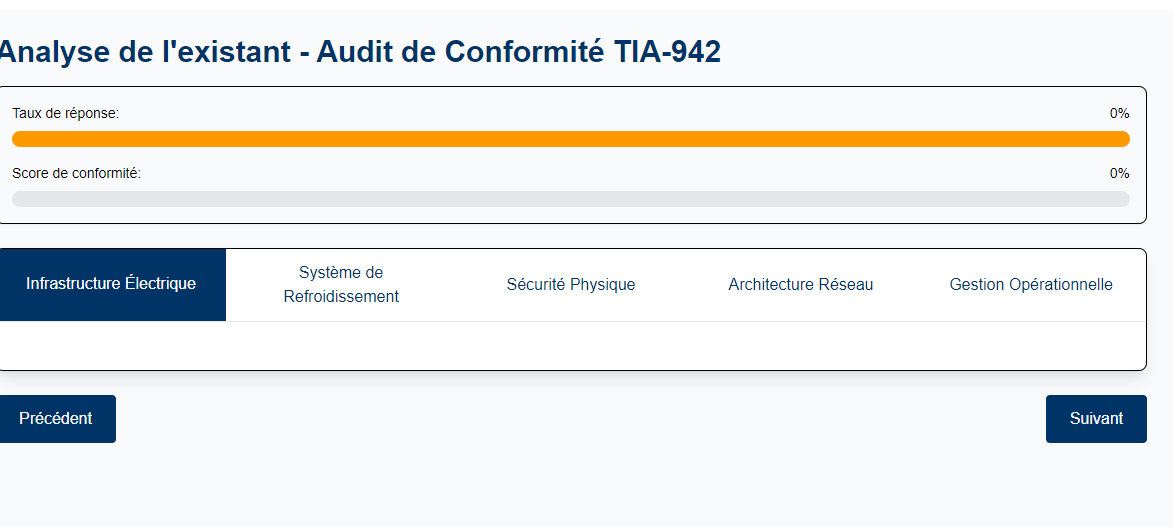 Analyse de l'existant - Audit de Conformité TIA-942
Taux de réponse: 0%
Score de conformité: 0%
Infrastructure Électrique
Système de
Refroidissement
Sécurité Physique
Architecture Réseau
Gestion Opérationnelle
Précédent
Suivant